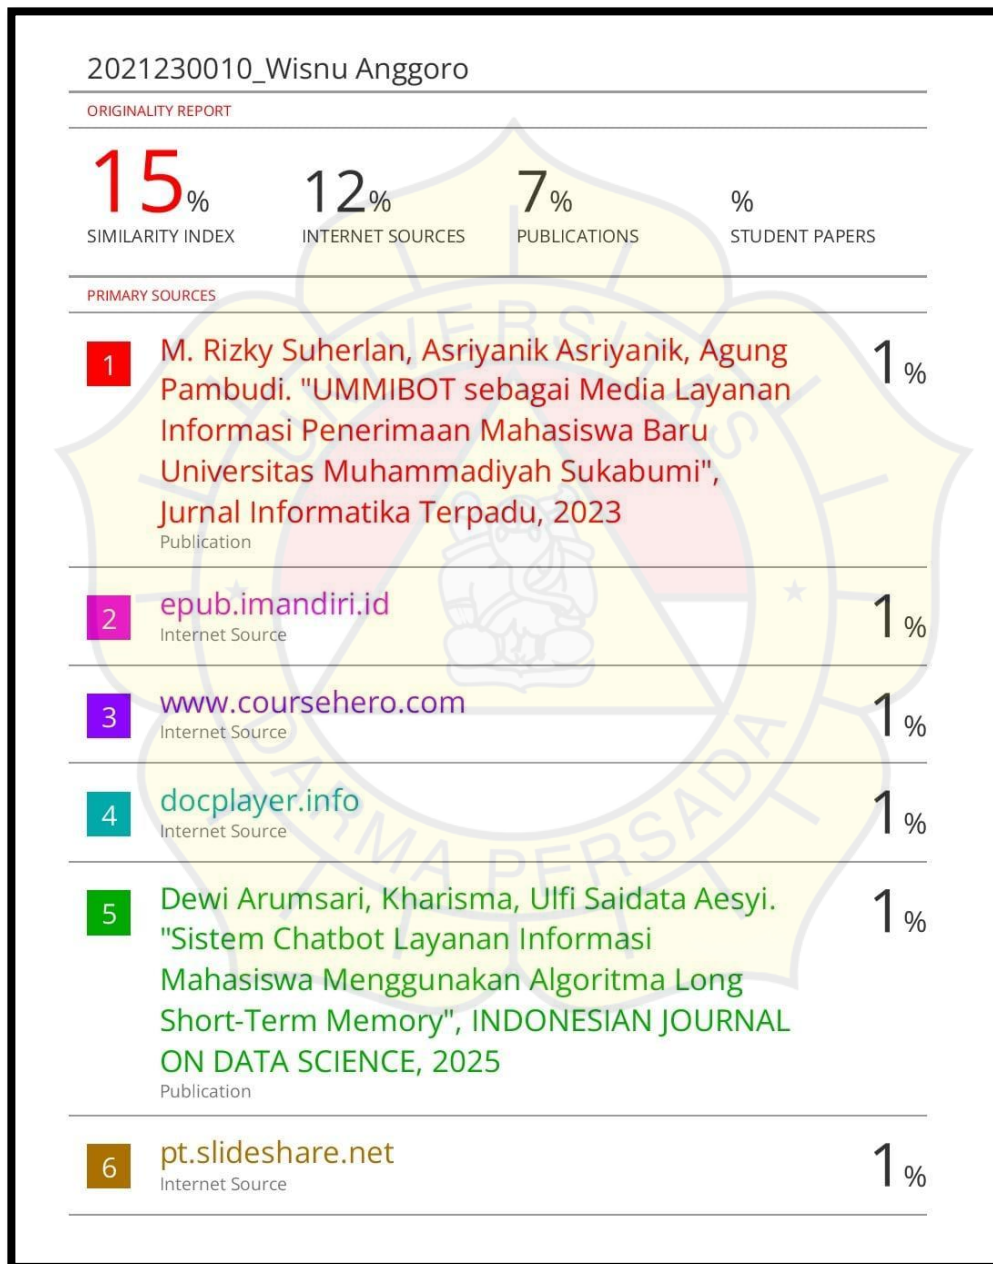 2021230010_Wisnu Anggoro
ORIGINALITY REPORT
15% 12% 7% %
SIMILARITY INDEX INTERNET SOURCES PUBLICATIONS STUDENT PAPERS
PRIMARY SOURCES
1 M. Rizky Suherlan, Asriyanik Asriyanik, Agung 1%
Pambudi. "UMMIBOT sebagai Media Layanan
Informasi Penerimaan Mahasiswa Baru
Universitas Muhammadiyah Sukabumi",
Jurnal Informatika Terpadu, 2023
Publication
2 epub.imandiri.id 1%
Internet Source
3 www.coursehero.com 1%
Internet Source
4 docplayer.info 1%
Internet Source
5 Dewi Arumsari, Kharisma, Ulfi Saidata Aesyi. 1%
"Sistem Chatbot Layanan Informasi
Mahasiswa Menggunakan Algoritma Long
Short-Term Memory", INDONESIAN JOURNAL
ON DATA SCIENCE, 2025
Publication
6 pt.slideshare.net 1%
Internet Source
UNIVERSITAS
DARMA PERSADA